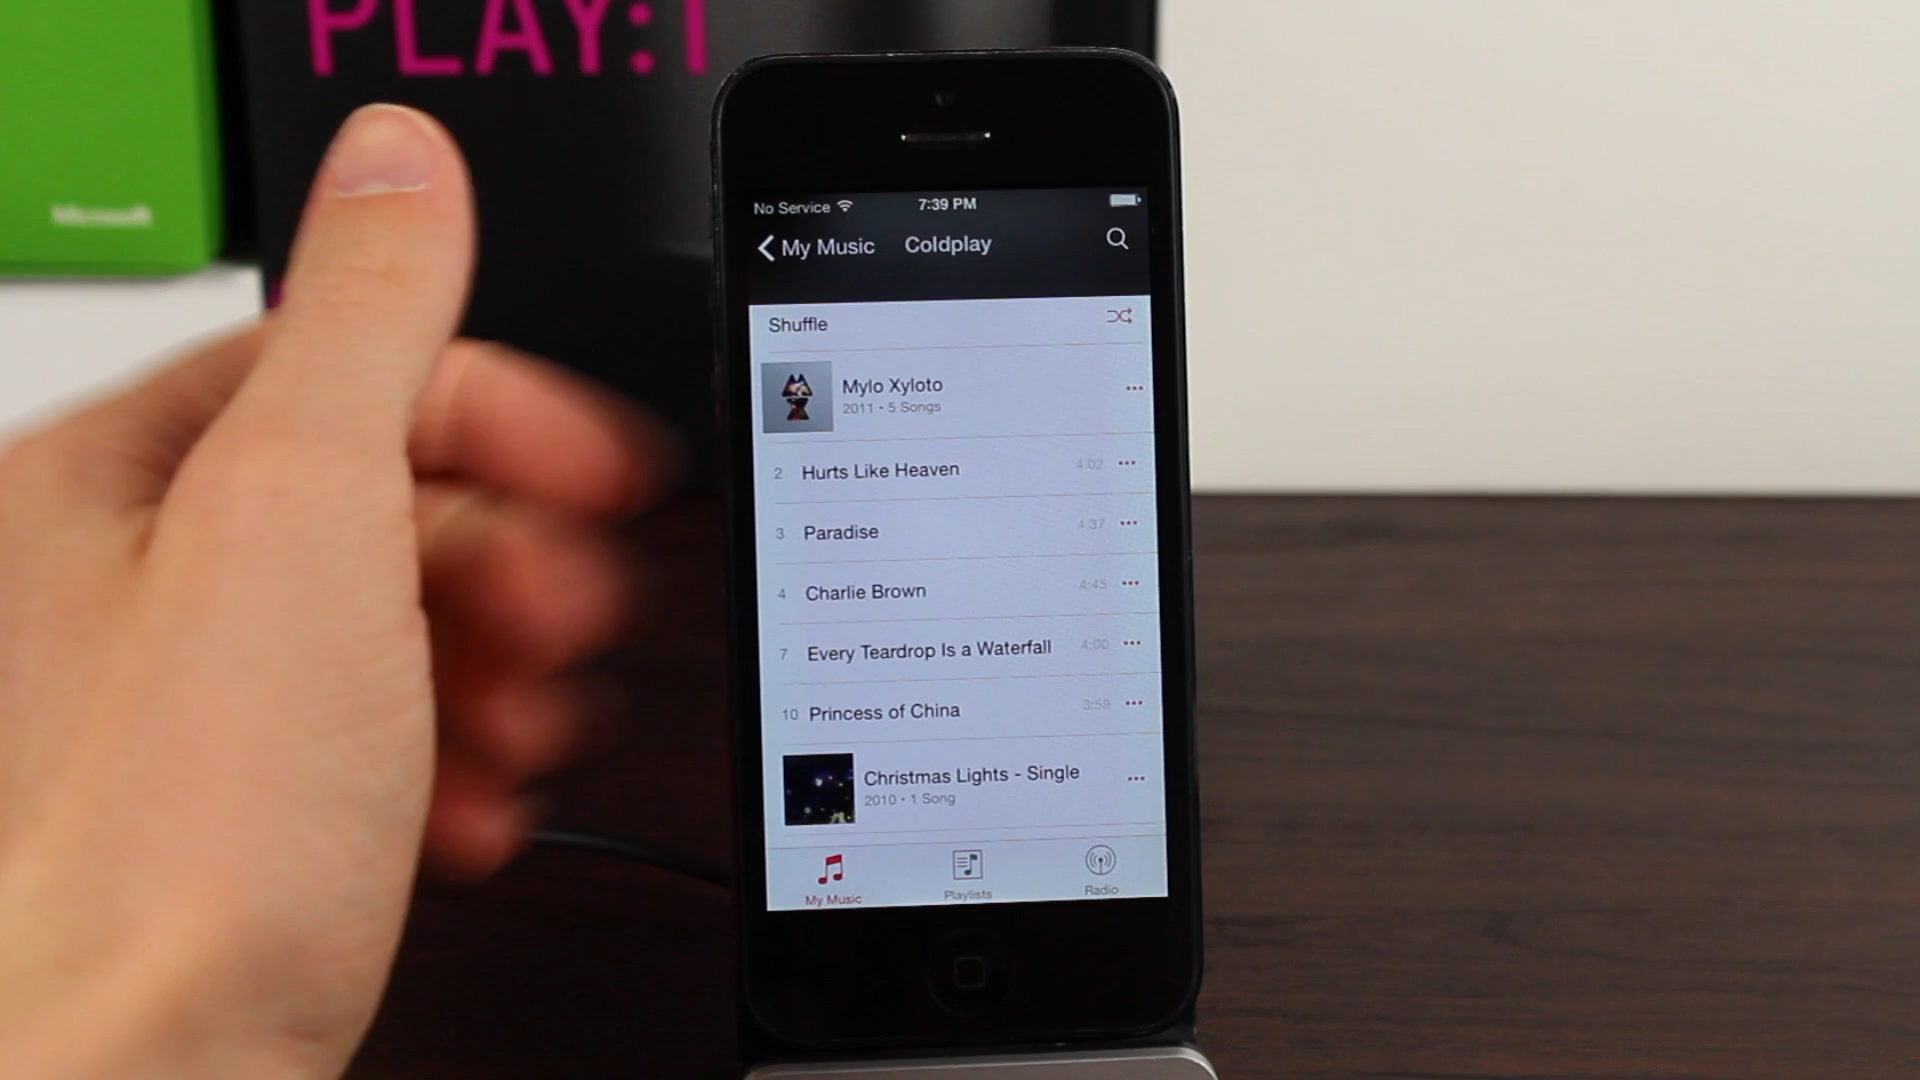 PLAY:1
Microsoft
No Service
7:39 PM
My Music
Coldplay
Shuffle
Mylo Xyloto
2011 • 5 Songs
2 Hurts Like Heaven 4:02
3 Paradise 4:37
4 Charlie Brown 4:45
7 Every Teardrop Is a Waterfall 4:00
10 Princess of China 3:59
Christmas Lights - Single
2010 • 1 Song
My Music
Playlists
Radio